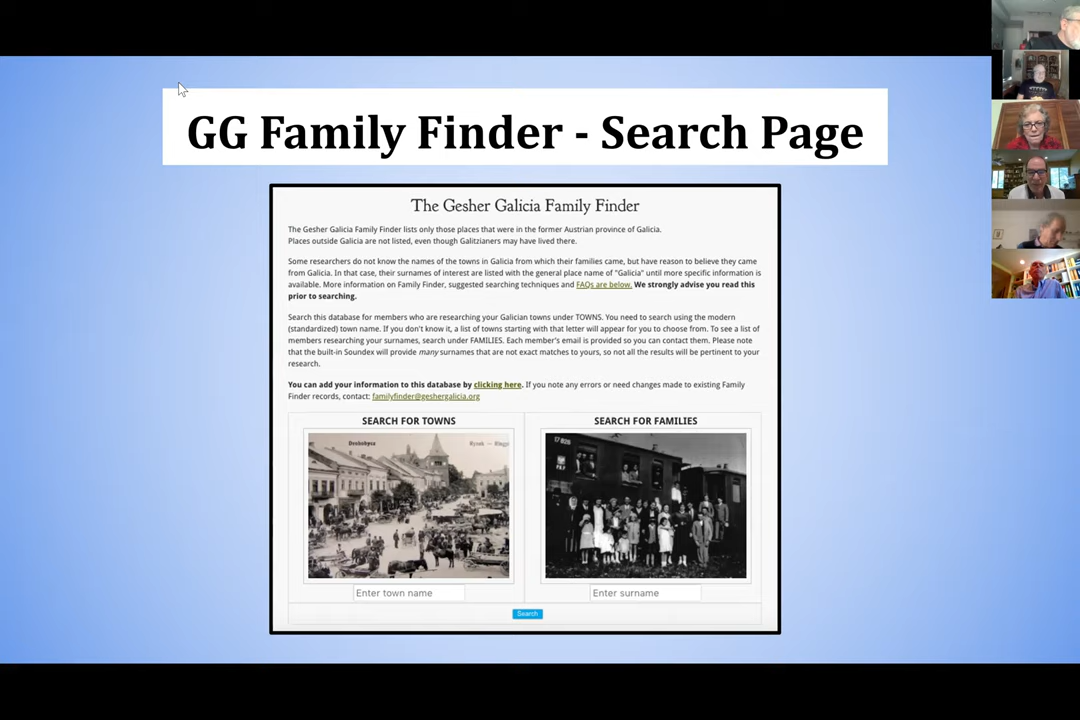 GG Family Finder - Search Page
The Gesher Galicia Family Finder
The Gesher Galicia Family Finder lists only those places that were in the former Austrian province of Galicia.
Places outside Galicia are not listed, even though Galitzianers may have lived there.
Some researchers do not know the names of the towns in Galicia from which their families came, but have reason to believe they came
from Galicia. In that case, their surnames of interest are listed with the general place name of "Galicia" until more specific information is
available. More information on Family Finder, suggested searching techniques and FAQs are below. We strongly advise you read this
prior to searching.
Search this database for members who are researching your Galician towns under TOWNS. You need to search using the modern
(standardized) town name. If you don't know it, a list of towns starting with that letter will appear for you to choose from. To see a list of
members researching your surnames, search under FAMILIES. Each member's email is provided so you can contact them. Please note
that the built-in Soundex will provide many surnames that are not exact matches to yours, so not all the results will be pertinent to your
research.
You can add your information to this database by clicking here. If you note any errors or need changes made to existing Family
Finder records, contact: familyfinder@geshergalicia.org
SEARCH FOR TOWNS
SEARCH FOR FAMILIES
Drohobycz
Rynek —
17 828
Enter town name
Enter surname
Search